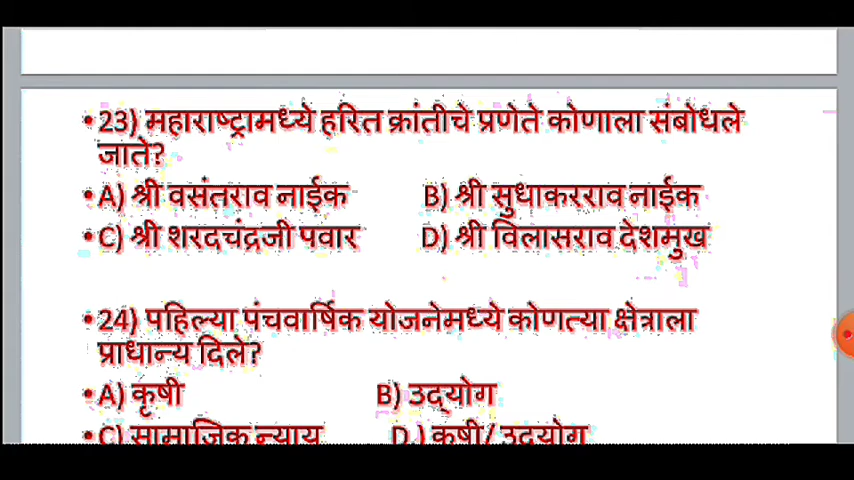 • 23) महाराष्ट्रामध्ये हरित क्रांतीचे प्रणेते कोणाला संबोधले
जाते?
• A) श्री वसंतराव नाईक B) श्री सुधाकरराव नाईक
• C) श्री शरदचंद्रजी पवार D) श्री विलासराव देशमुख
• 24) पहिल्या पंचवार्षिक योजनेमध्ये कोणत्या क्षेत्राला
प्राधान्य दिले?
• A) कृषी B) उद्योग
• C) सामाजिक न्याय D ) कृषी/ उद्योग